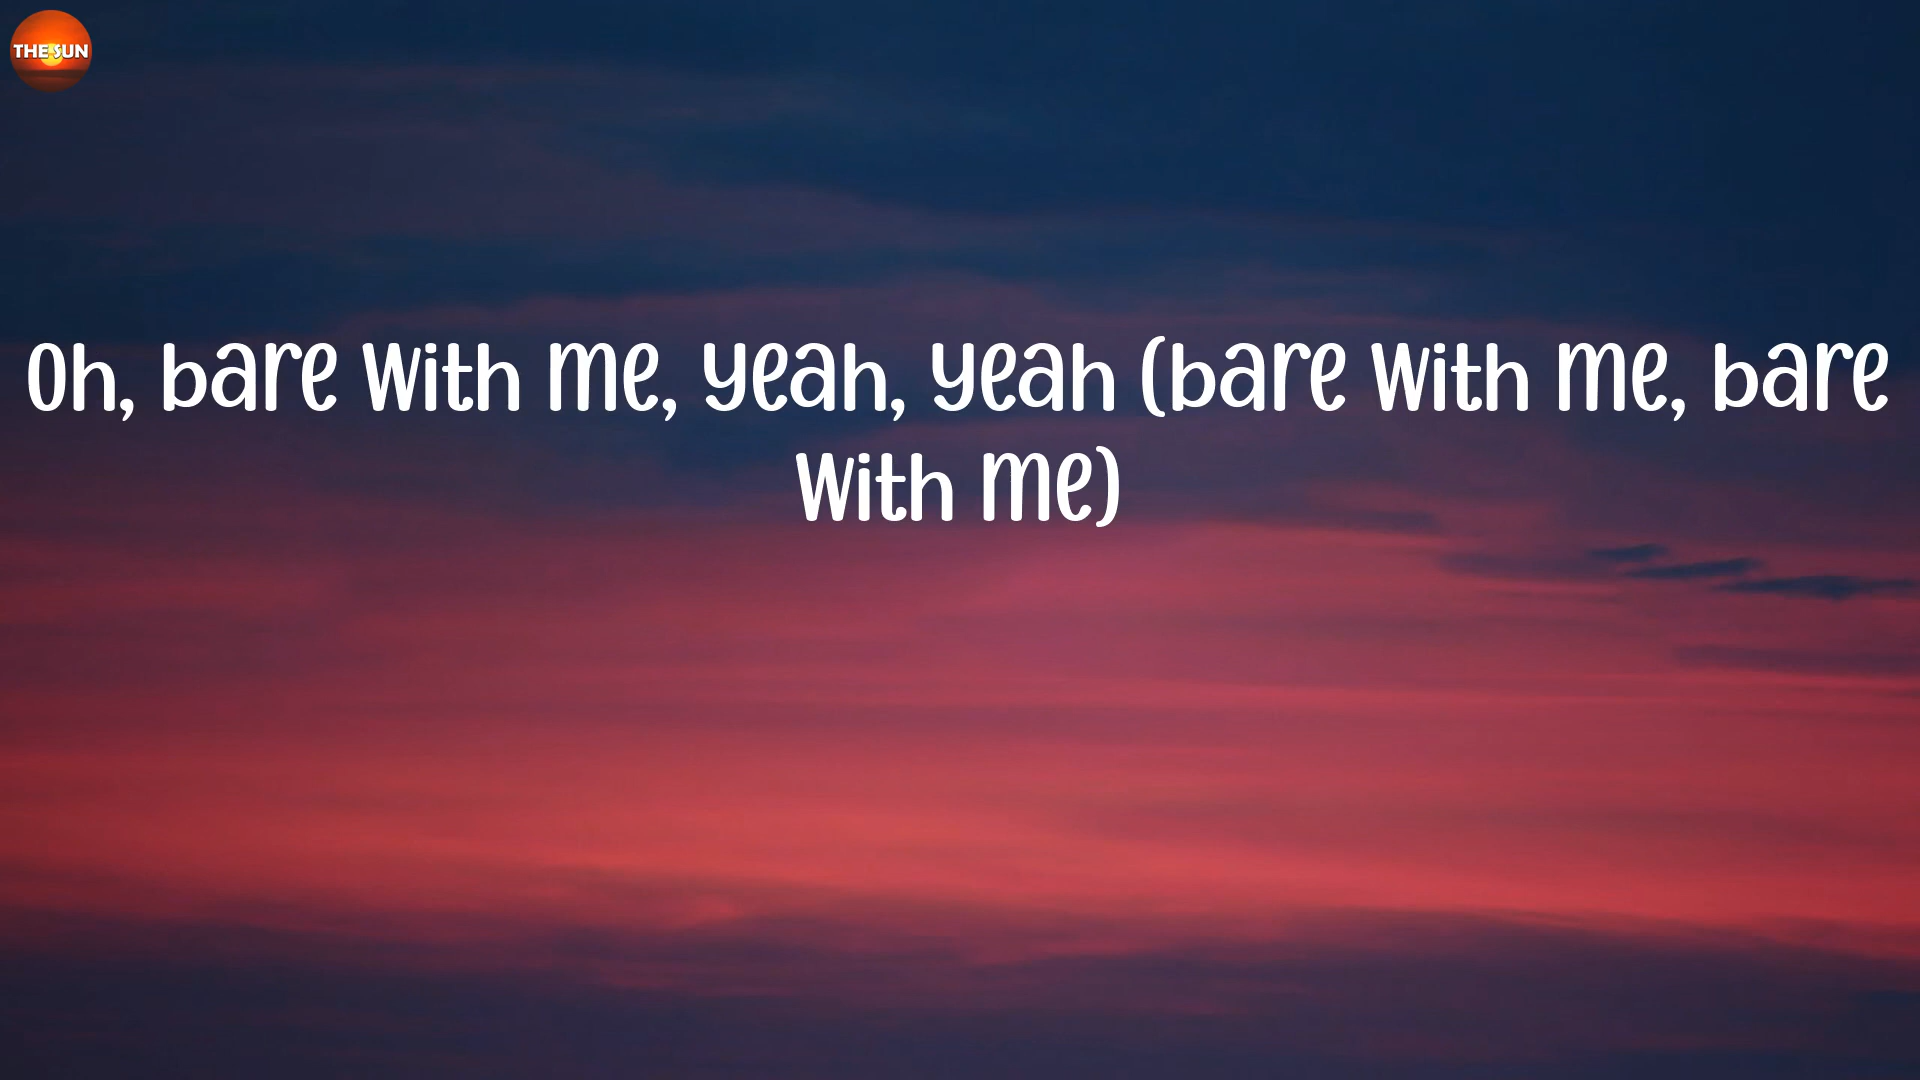 THE SUN
Oh, bare with me, yeah, yeah (bare with me, bare
with me)